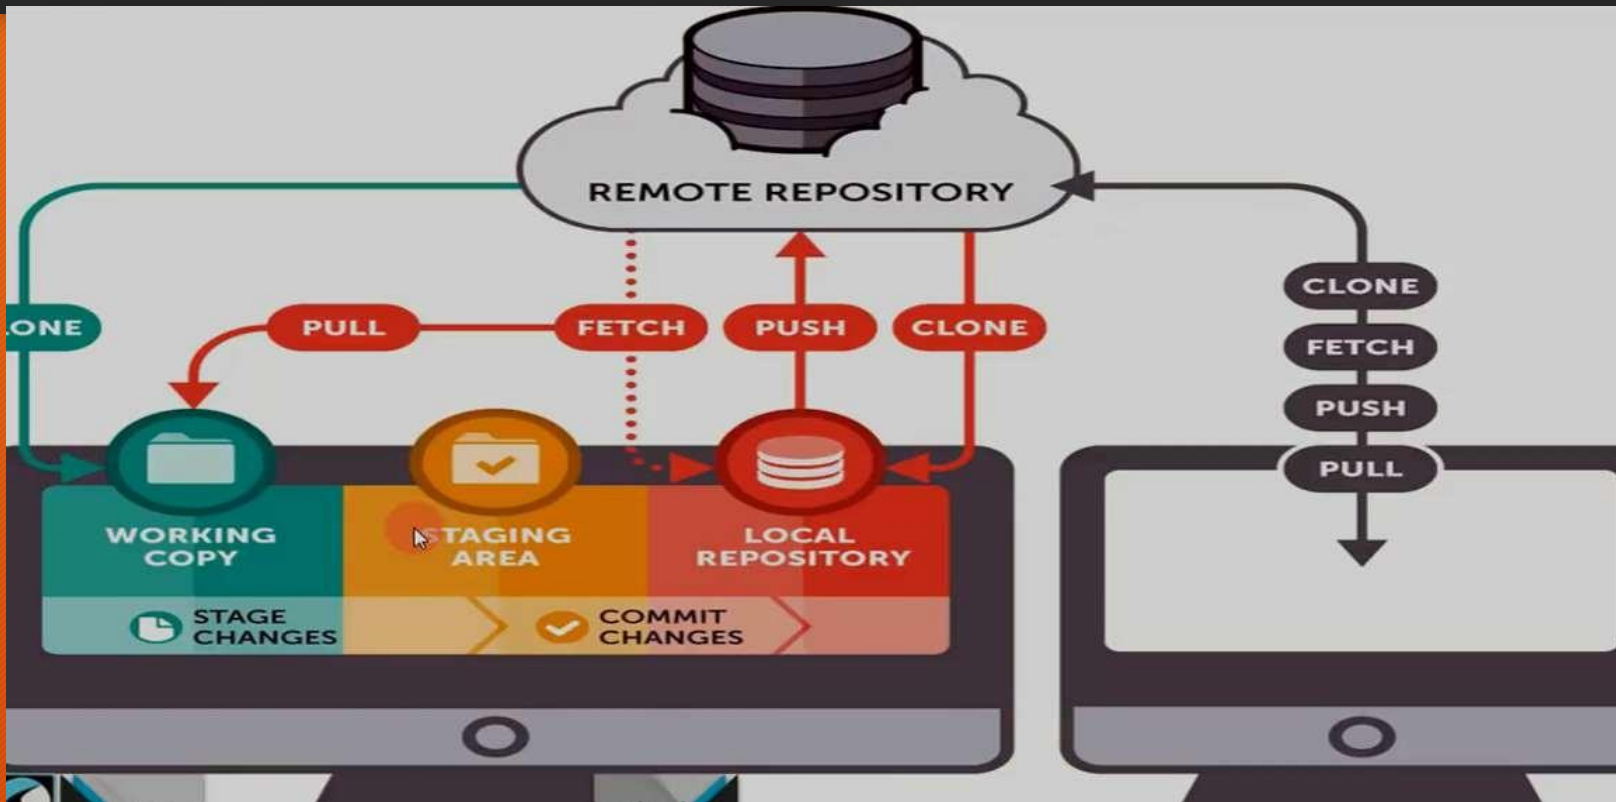 REMOTE REPOSITORY
LONE
PULL
FETCH
PUSH
CLONE
CLONE
FETCH
PUSH
PULL
WORKING
COPY
STAGING
AREA
LOCAL
REPOSITORY
STAGE
CHANGES
COMMIT
CHANGES